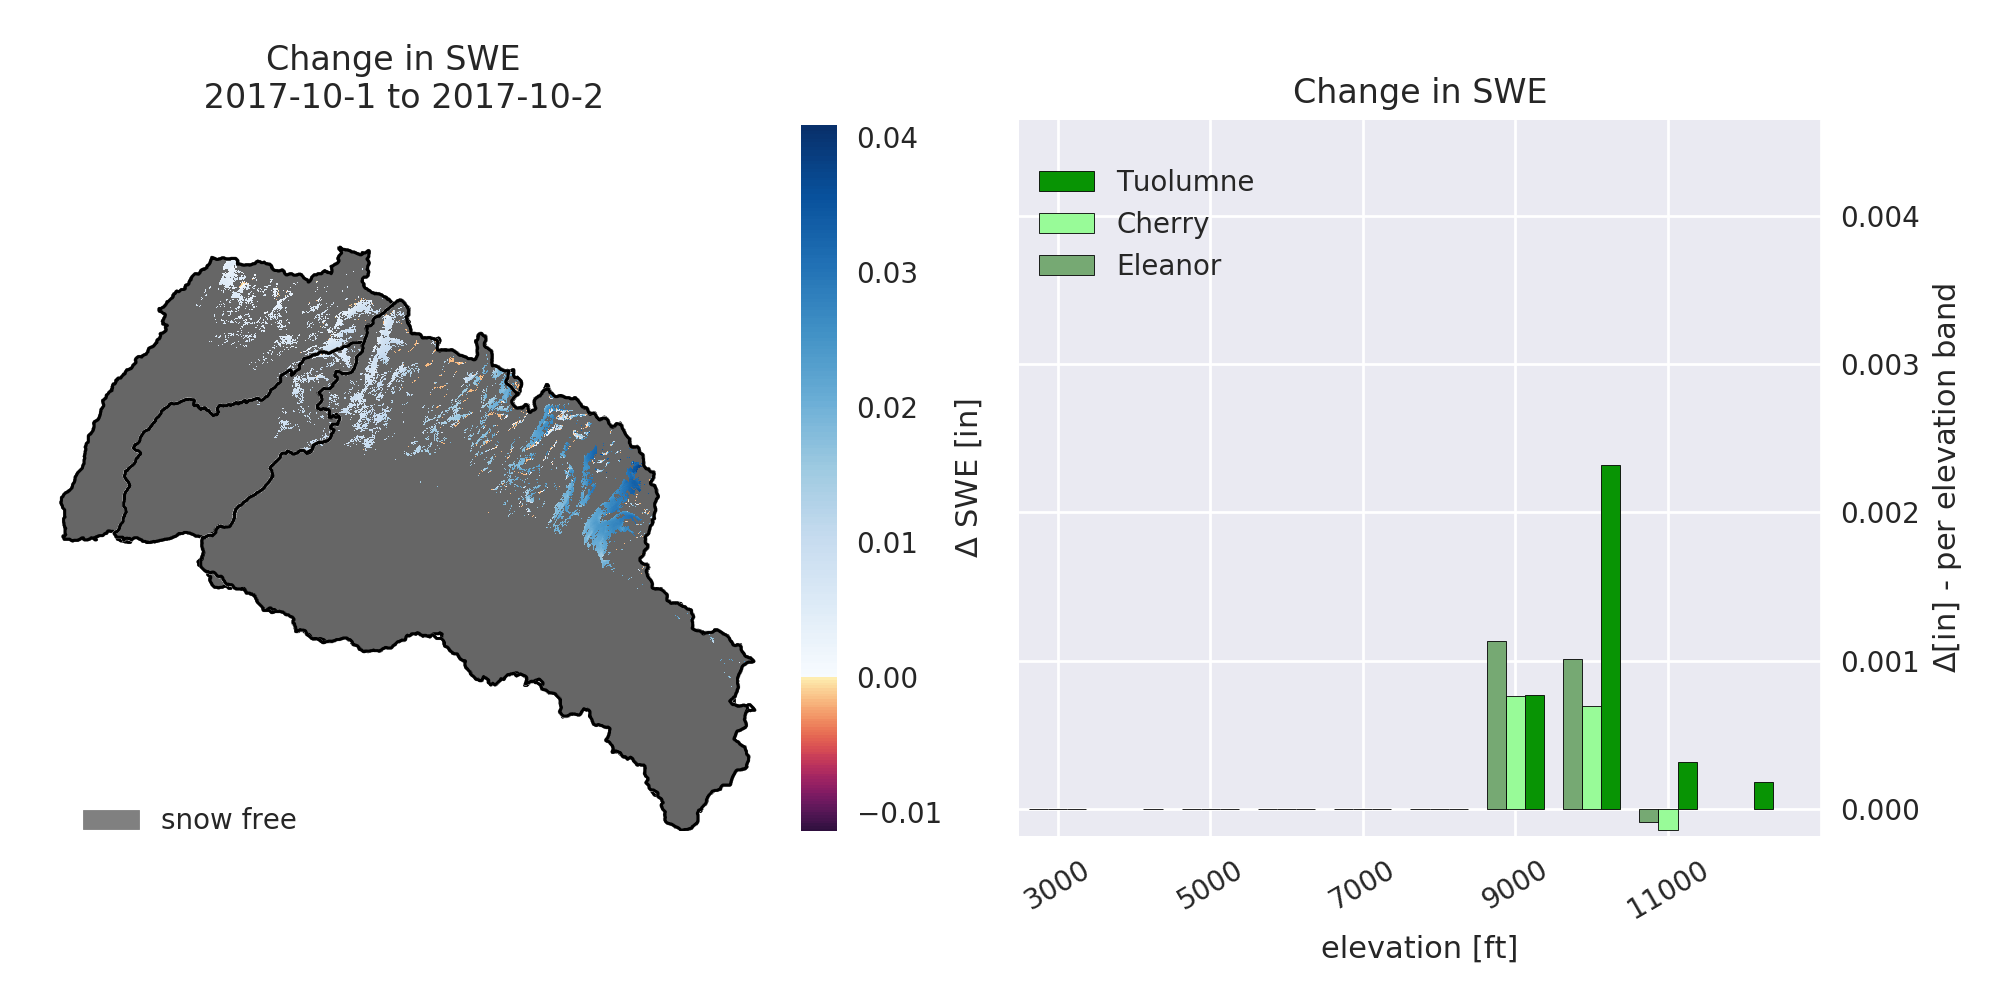 Change in SWE
2017-10-1 to 2017-10-2
0.04
0.03
0.02
0.01
0.00
−0.01
Δ SWE [in]
snow free
Change in SWE
Tuolumne
Cherry
Eleanor
0.004
0.003
0.002
0.001
0.000
Δ[in] - per elevation band
3000
5000
7000
9000
11000
elevation [ft]